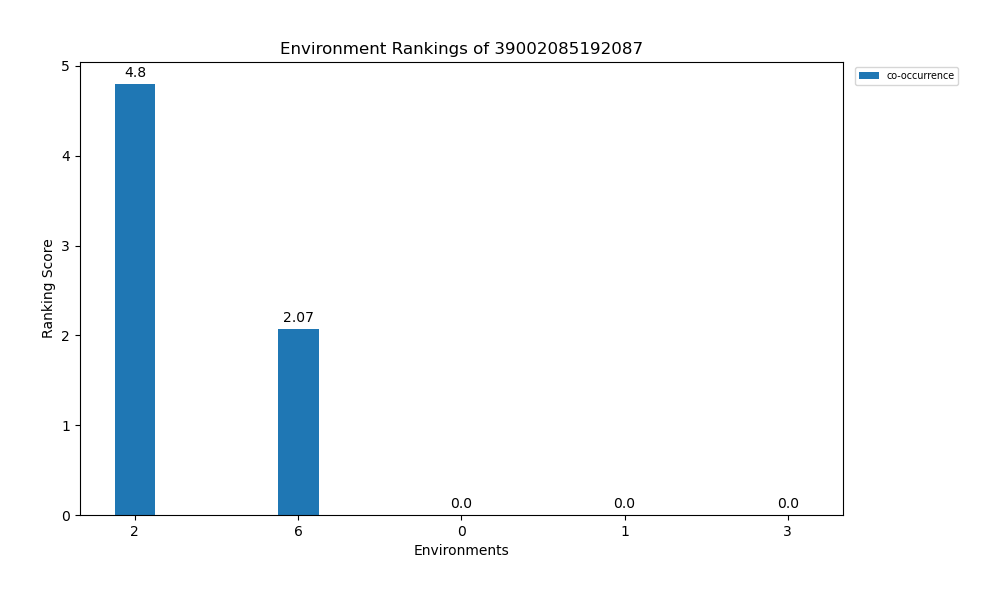 Environment Rankings of 39002085192087
co-occurrence
Ranking Score
5
4
3
2
1
0
4.8
2.07
0.0
0.0
0.0
2 6 0 1 3
Environments